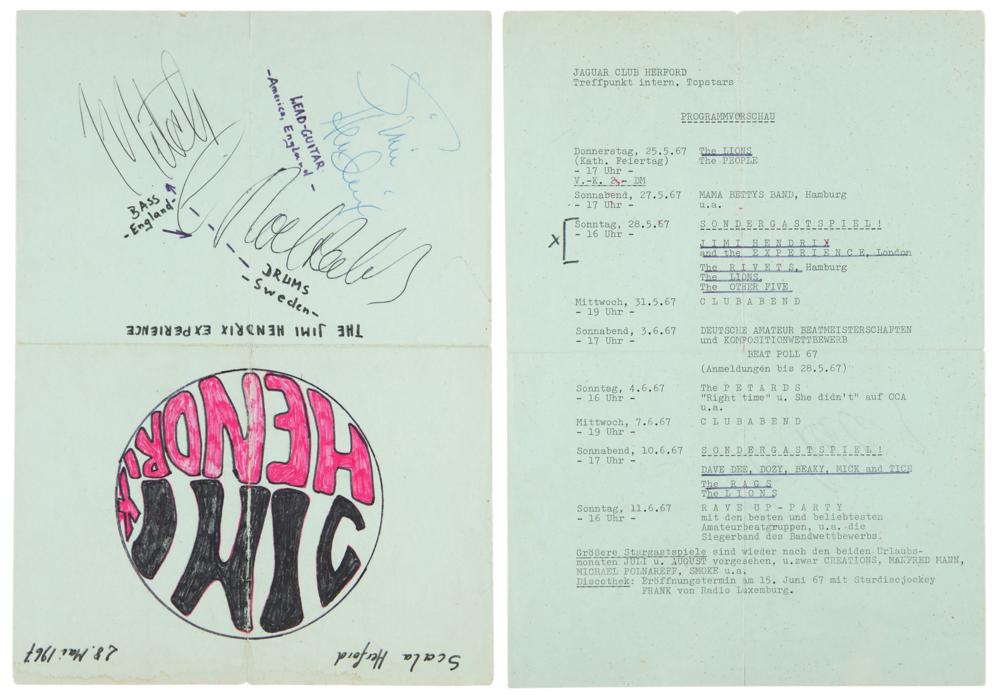 Mitch
Jimi
Hendrix
Noel Redding
LEAD-GUITAR
-America, England-
BASS
-England-
DRUMS
-Sweden-
THE JIMI HENDRIX EXPERIENCE
JIMI
HENDRIX
Scala Herford
28. Mai 1967
JAGUAR CLUB HERFORD
Treffpunkt intern, Topstars
PROGRAMMVORSCHAU
Donnerstag, 25.5.67 The LIONS
(Kath. Feiertag) The PEOPLE
- 17 Uhr -
V.-K. 2,- DM
Sonnabend, 27.5.67 MAMA BETTYS BAND, Hamburg
- 17 Uhr - u.a.
Sonntag, 28.5.67 S O N D E R G A S T S P I E L !
x - 16 Uhr -
J I M I  H E N D R I X
and the E X P E R I E N C E, London
The R I V E T S, Hamburg
The LIONS,
The OTHER FIVE
Mittwoch, 31.5.67 C L U B A B E N D
- 19 Uhr -
Sonnabend, 3.6.67 DEUTSCHE AMATEUR BEATMEISTERSCHAFTEN
- 17 Uhr - und KOMPOSITIONWETTBEWERB
BEAT POLL 67
(Anmeldungen bis 28.5.67)
Sonntag, 4.6.67 The P E T A R D S
- 16 Uhr - "Right time" u. She didn't" auf CCA
u.a.
Mittwoch, 7.6.67 C L U B A B E N D
- 19 Uhr -
Sonnabend, 10.6.67 S O N D E R G A S T S P I E L !
- 17 Uhr -
DAVE DEE, DOZY, BEAKY, MICK and TICH
The R A G S
The L I O N S
Sonntag, 11.6.67 R A V E  U P - P A R T Y
- 16 Uhr - mit den besten und beliebtesten
Amateurbeatgruppen, u.a. die
Siegerband des Bandwettbewerbs.
Größere Stargastspiele sind wieder nach den beiden Urlaubs-
monaten JULI u. AUGUST vorgesehen, u.zwar CREATIONS, MANFRED MANN,
MICHAEL POLNAREFF, SMOKE u.a.
Discothek: Eröffnungstermin am 15. Juni 67 mit Stardiscjockey
FRANK von Radio Luxemburg.